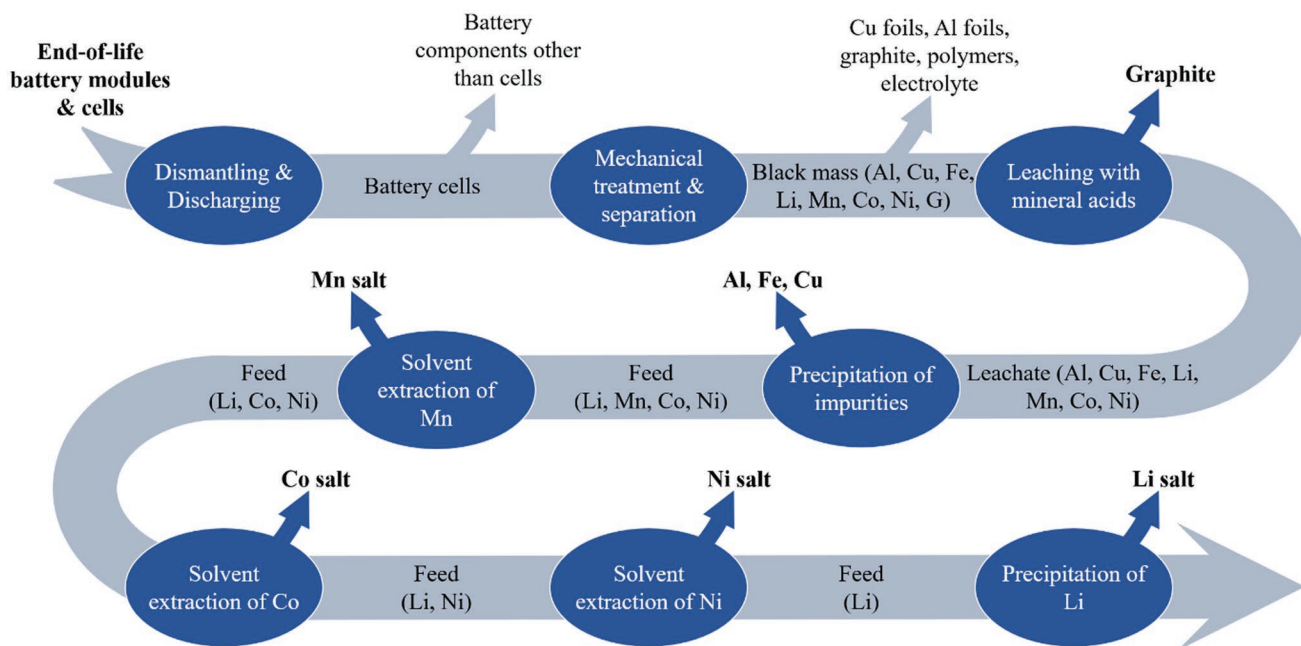 End-of-life
battery modules
& cells
Battery
components other
than cells
Cu foils, Al foils,
graphite, polymers,
electrolyte
Graphite
Dismantling &
Discharging
Battery cells
Mechanical
treatment &
separation
Black mass (Al, Cu, Fe,
Li, Mn, Co, Ni, G)
Leaching with
mineral acids
Mn salt
Al, Fe, Cu
Feed
(Li, Co, Ni)
Solvent
extraction of
Mn
Feed
(Li, Mn, Co, Ni)
Precipitation of
impurities
Leachate (Al, Cu, Fe, Li,
Mn, Co, Ni)
Co salt
Ni salt
Li salt
Solvent
extraction of Co
Feed
(Li, Ni)
Solvent
extraction of Ni
Feed
(Li)
Precipitation of
Li